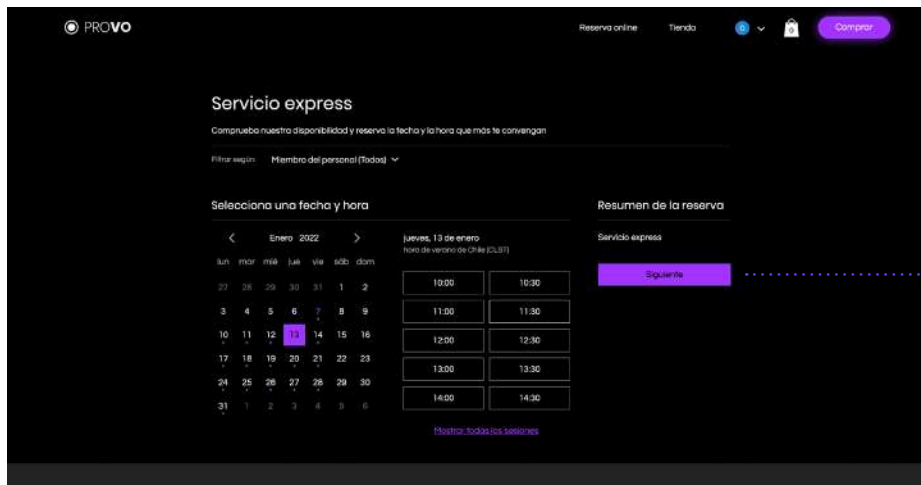 PROVO
Reserva online Tienda 0 0 Comprar
Servicio express
Comprueba nuestra disponibilidad y reserva la fecha y la hora que más te convengan
Filtrar según: Miembro del personal (Todos)
Selecciona una fecha y hora
Resumen de la reserva
Enero 2022
jueves, 13 de enero
Servicio express
hora de verano de Chile (CLST)
lun mar mié jue vie sáb dom
Siguiente
27 28 29 30 31 1 2
10:00 10:30
3 4 5 6 7 8 9
11:00 11:30
10 11 12 13 14 15 16
12:00 12:30
17 18 19 20 21 22 23
13:00 13:30
24 25 26 27 28 29 30
14:00 14:30
31 1 2 3 4 5 6
Mostrar todas las sesiones